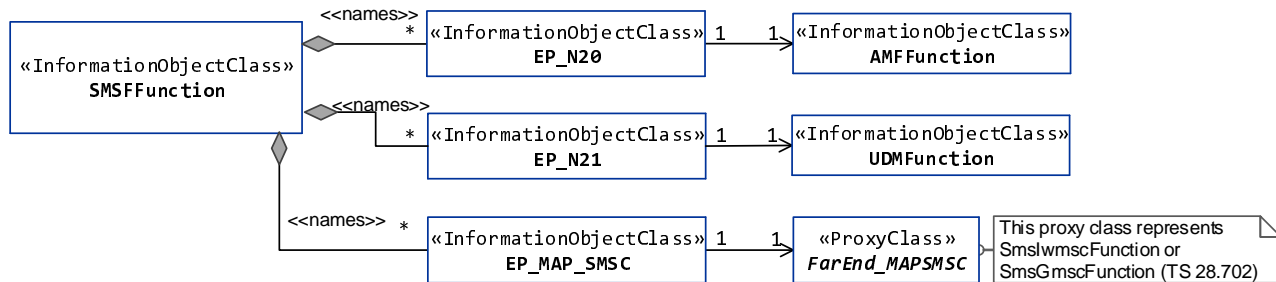 «InformationObjectClass»
SMSFFunction
<<names>>
*
«InformationObjectClass»
EP_N20
1
1
«InformationObjectClass»
AMFFunction
<<names>>
*
«InformationObjectClass»
EP_N21
1
1
«InformationObjectClass»
UDMFunction
<<names>>
*
«InformationObjectClass»
EP_MAP_SMSC
1
1
«ProxyClass»
FarEnd_MAPSMSC
This proxy class represents
SmsIwmscFunction or
SmsGmscFunction (TS 28.702)